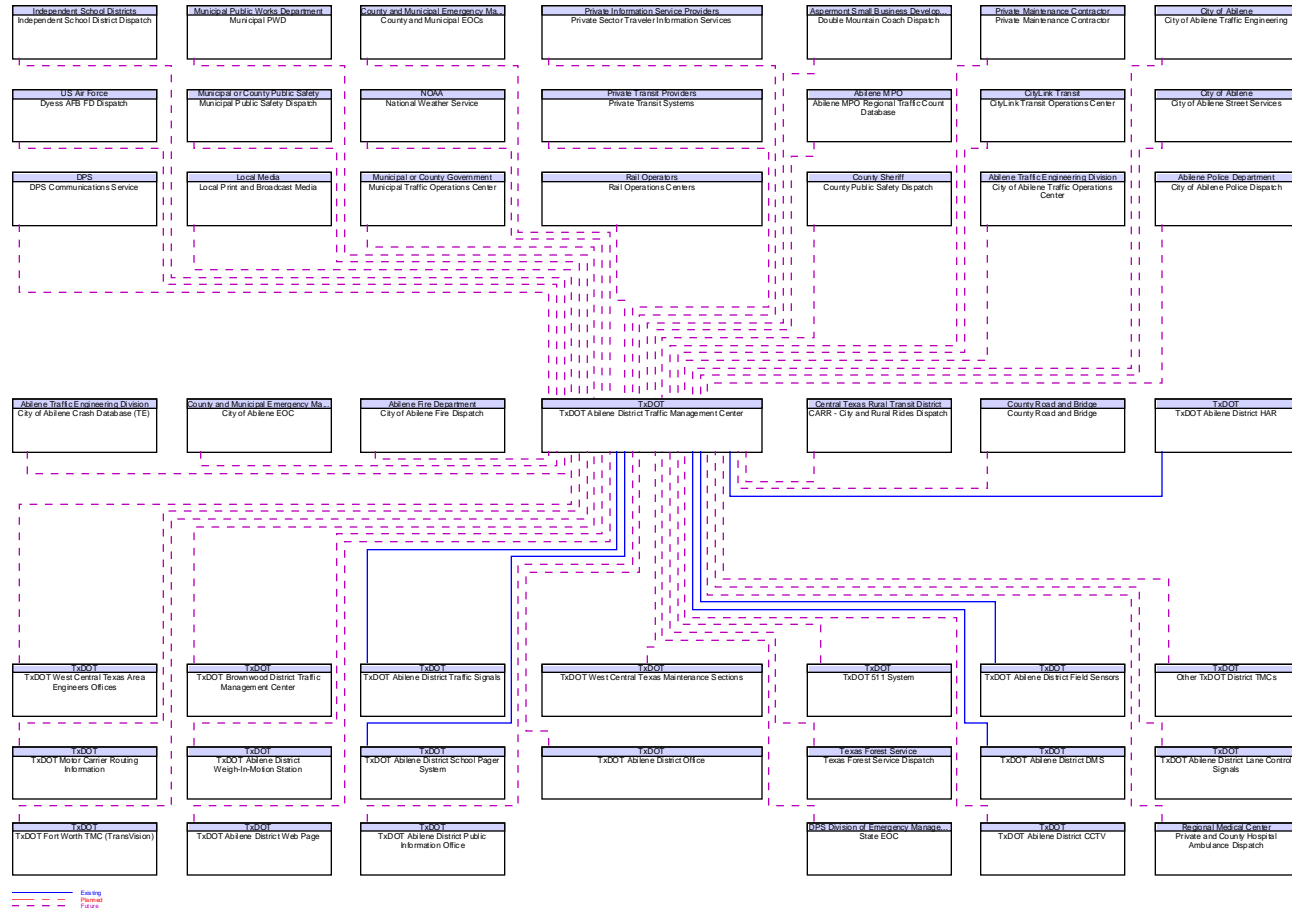 Independent School Districts
Independent School District Dispatch
Municipal Public Works Department
Municipal PWD
County and Municipal Emergency Ma...
County and Municipal EOCs
Private Information Service Providers
Private Sector Traveler Information Services
Aspermont Small Business Develop...
Double Mountain Coach Dispatch
Private Maintenance Contractor
Private Maintenance Contractor
City of Abilene
City of Abilene Traffic Engineering
US Air Force
Dyess AFB FD Dispatch
Municipal or County Public Safety
Municipal Public Safety Dispatch
NOAA
National Weather Service
Private Transit Providers
Private Transit Systems
Abilene MPO
Abilene MPO Regional Traffic Count
Database
CityLink Transit
CityLink Transit Operations Center
City of Abilene
City of Abilene Street Services
DPS
DPS Communications Service
Local Media
Local Print and Broadcast Media
Municipal or County Government
Municipal Traffic Operations Center
Rail Operators
Rail Operations Centers
County Sheriff
County Public Safety Dispatch
Abilene Traffic Engineering Division
City of Abilene Traffic Operations
Center
Abilene Police Department
City of Abilene Police Dispatch
Abilene Traffic Engineering Division
City of Abilene Crash Database (TE)
County and Municipal Emergency Ma...
City of Abilene EOC
Abilene Fire Department
City of Abilene Fire Dispatch
TxDOT
TxDOT Abilene District Traffic Management Center
Central Texas Rural Transit District
CARR - City and Rural Rides Dispatch
County Road and Bridge
County Road and Bridge
TxDOT
TxDOT Abilene District HAR
TxDOT
TxDOT West Central Texas Area
Engineers Offices
TxDOT
TxDOT Brownwood District Traffic
Management Center
TxDOT
TxDOT Abilene District Traffic Signals
TxDOT
TxDOT West Central Texas Maintenance Sections
TxDOT
TxDOT 511 System
TxDOT
TxDOT Abilene District Field Sensors
TxDOT
Other TxDOT District TMCs
TxDOT
TxDOT Motor Carrier Routing
Information
TxDOT
TxDOT Abilene District
Weigh-In-Motion Station
TxDOT
TxDOT Abilene District School Pager
System
TxDOT
TxDOT Abilene District Office
Texas Forest Service
Texas Forest Service Dispatch
TxDOT
TxDOT Abilene District DMS
TxDOT
TxDOT Abilene District Lane Control
Signals
TxDOT
TxDOT Fort Worth TMC (TransVision)
TxDOT
TxDOT Abilene District Web Page
TxDOT
TxDOT Abilene District Public
Information Office
DPS Division of Emergency Manage...
State EOC
TxDOT
TxDOT Abilene District CCTV
Regional Medical Center
Private and County Hospital
Ambulance Dispatch
Existing
Planned
Future